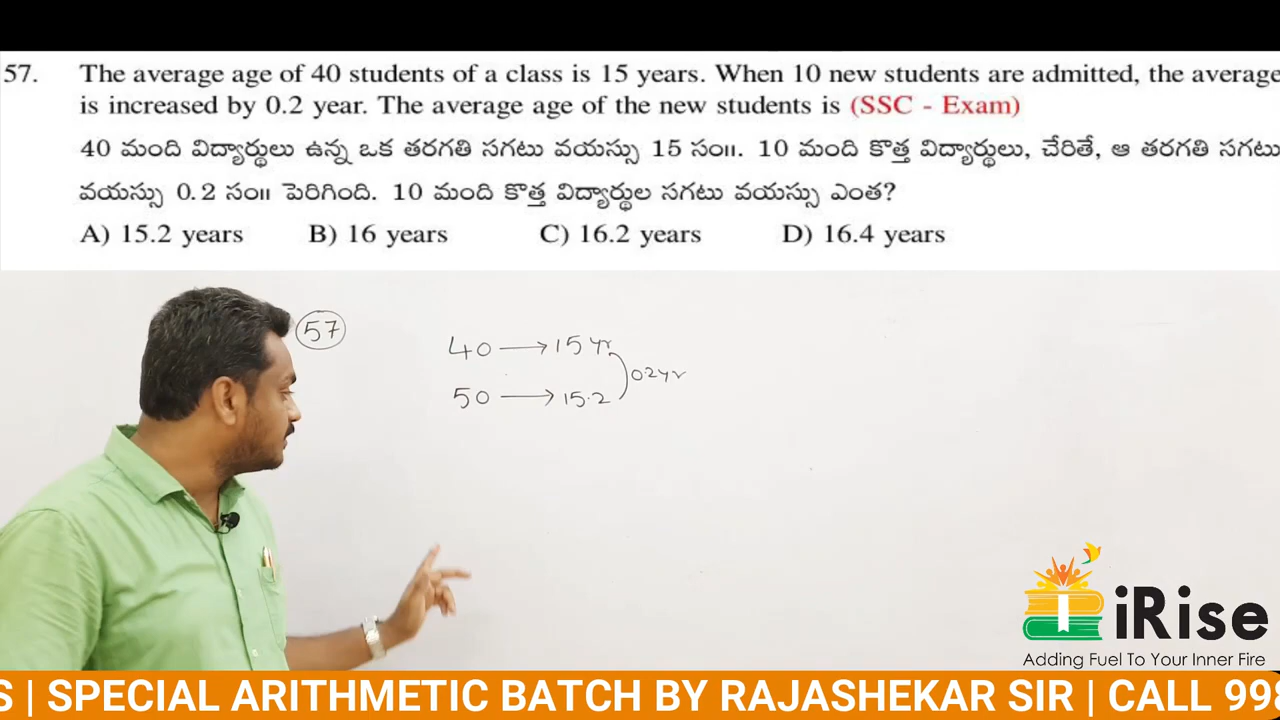 57. The average age of 40 students of a class is 15 years. When 10 new students are admitted, the average
is increased by 0.2 year. The average age of the new students is (SSC - Exam)
40 మంది విద్యార్థులు ఉన్న ఒక తరగతి సగటు వయస్సు 15 సం॥. 10 మంది కొత్త విద్యార్థులు, చేరితే, ఆ తరగతి సగటు
వయస్సు 0.2 సం॥ పెరిగింది. 10 మంది కొత్త విద్యార్థుల సగటు వయస్సు ఎంత?
A) 15.2 years B) 16 years C) 16.2 years D) 16.4 years
57
40 → 15 yr
0.2 yr
50 → 15.2
iRise
Adding Fuel To Your Inner Fire
S | SPECIAL ARITHMETIC BATCH BY RAJASHEKAR SIR | CALL 99